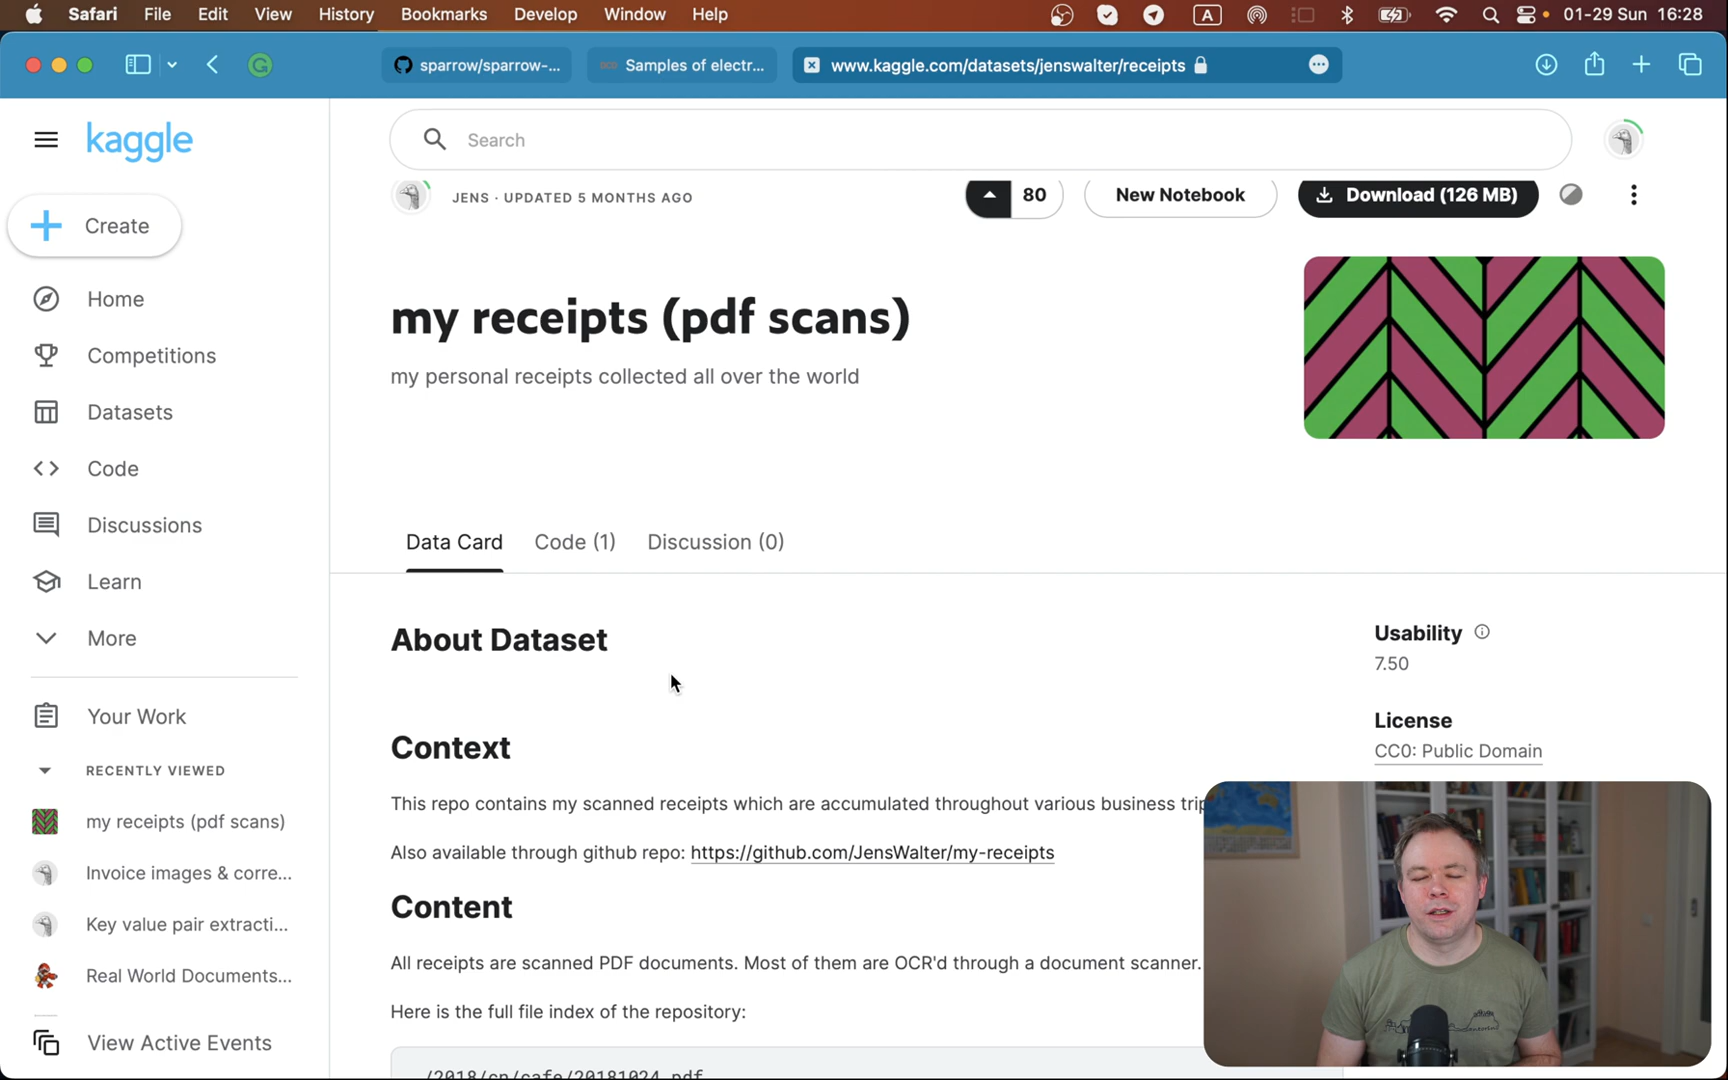 Safari File Edit View History Bookmarks Develop Window Help A 01-29 Sun 16:28
sparrow/sparrow-... Samples of electr... www.kaggle.com/datasets/jenswalter/receipts
kaggle
Search
JENS · UPDATED 5 MONTHS AGO
80
New Notebook
Download (126 MB)
Create
Home
Competitions
Datasets
Code
Discussions
Learn
More
Your Work
RECENTLY VIEWED
my receipts (pdf scans)
Invoice images & corre...
Key value pair extracti...
Real World Documents...
View Active Events
my receipts (pdf scans)
my personal receipts collected all over the world
Data Card Code (1) Discussion (0)
About Dataset
Context
This repo contains my scanned receipts which are accumulated throughout various business trip
Also available through github repo: https://github.com/JensWalter/my-receipts
Content
All receipts are scanned PDF documents. Most of them are OCR'd through a document scanner.
Here is the full file index of the repository:
/2018/cn/cafe/20181024.pdf
Usability
7.50
License
CC0: Public Domain